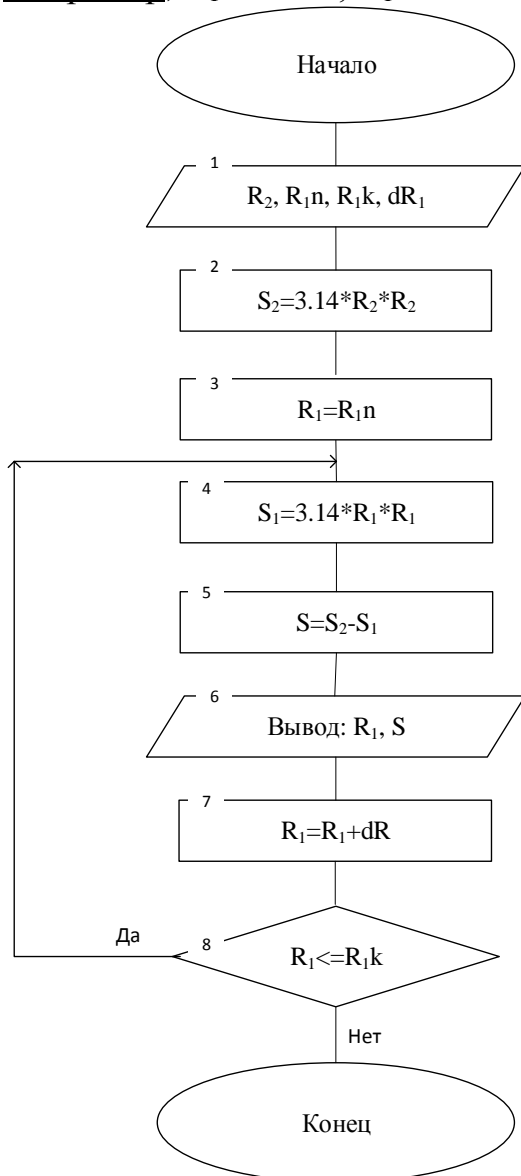 Начало
1
R₂, R₁n, R₁k, dR₁
2
S₂=3.14*R₂*R₂
3
R₁=R₁n
4
S₁=3.14*R₁*R₁
5
S=S₂-S₁
6
Вывод: R₁, S
7
R₁=R₁+dR
Да
8
R₁<=R₁k
Нет
Конец